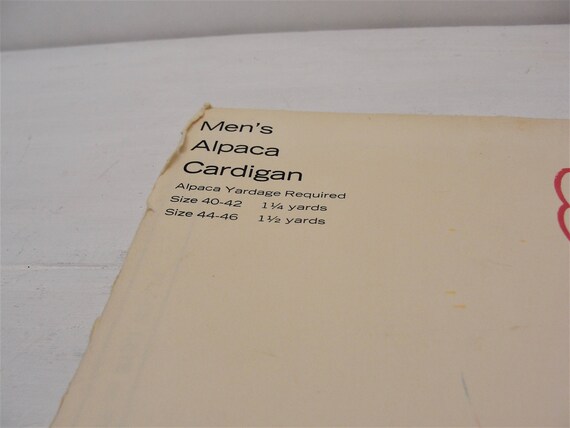 Men's
Alpaca
Cardigan
Alpaca Yardage Required
Size 40-42 1¼ yards
Size 44-46 1½ yards